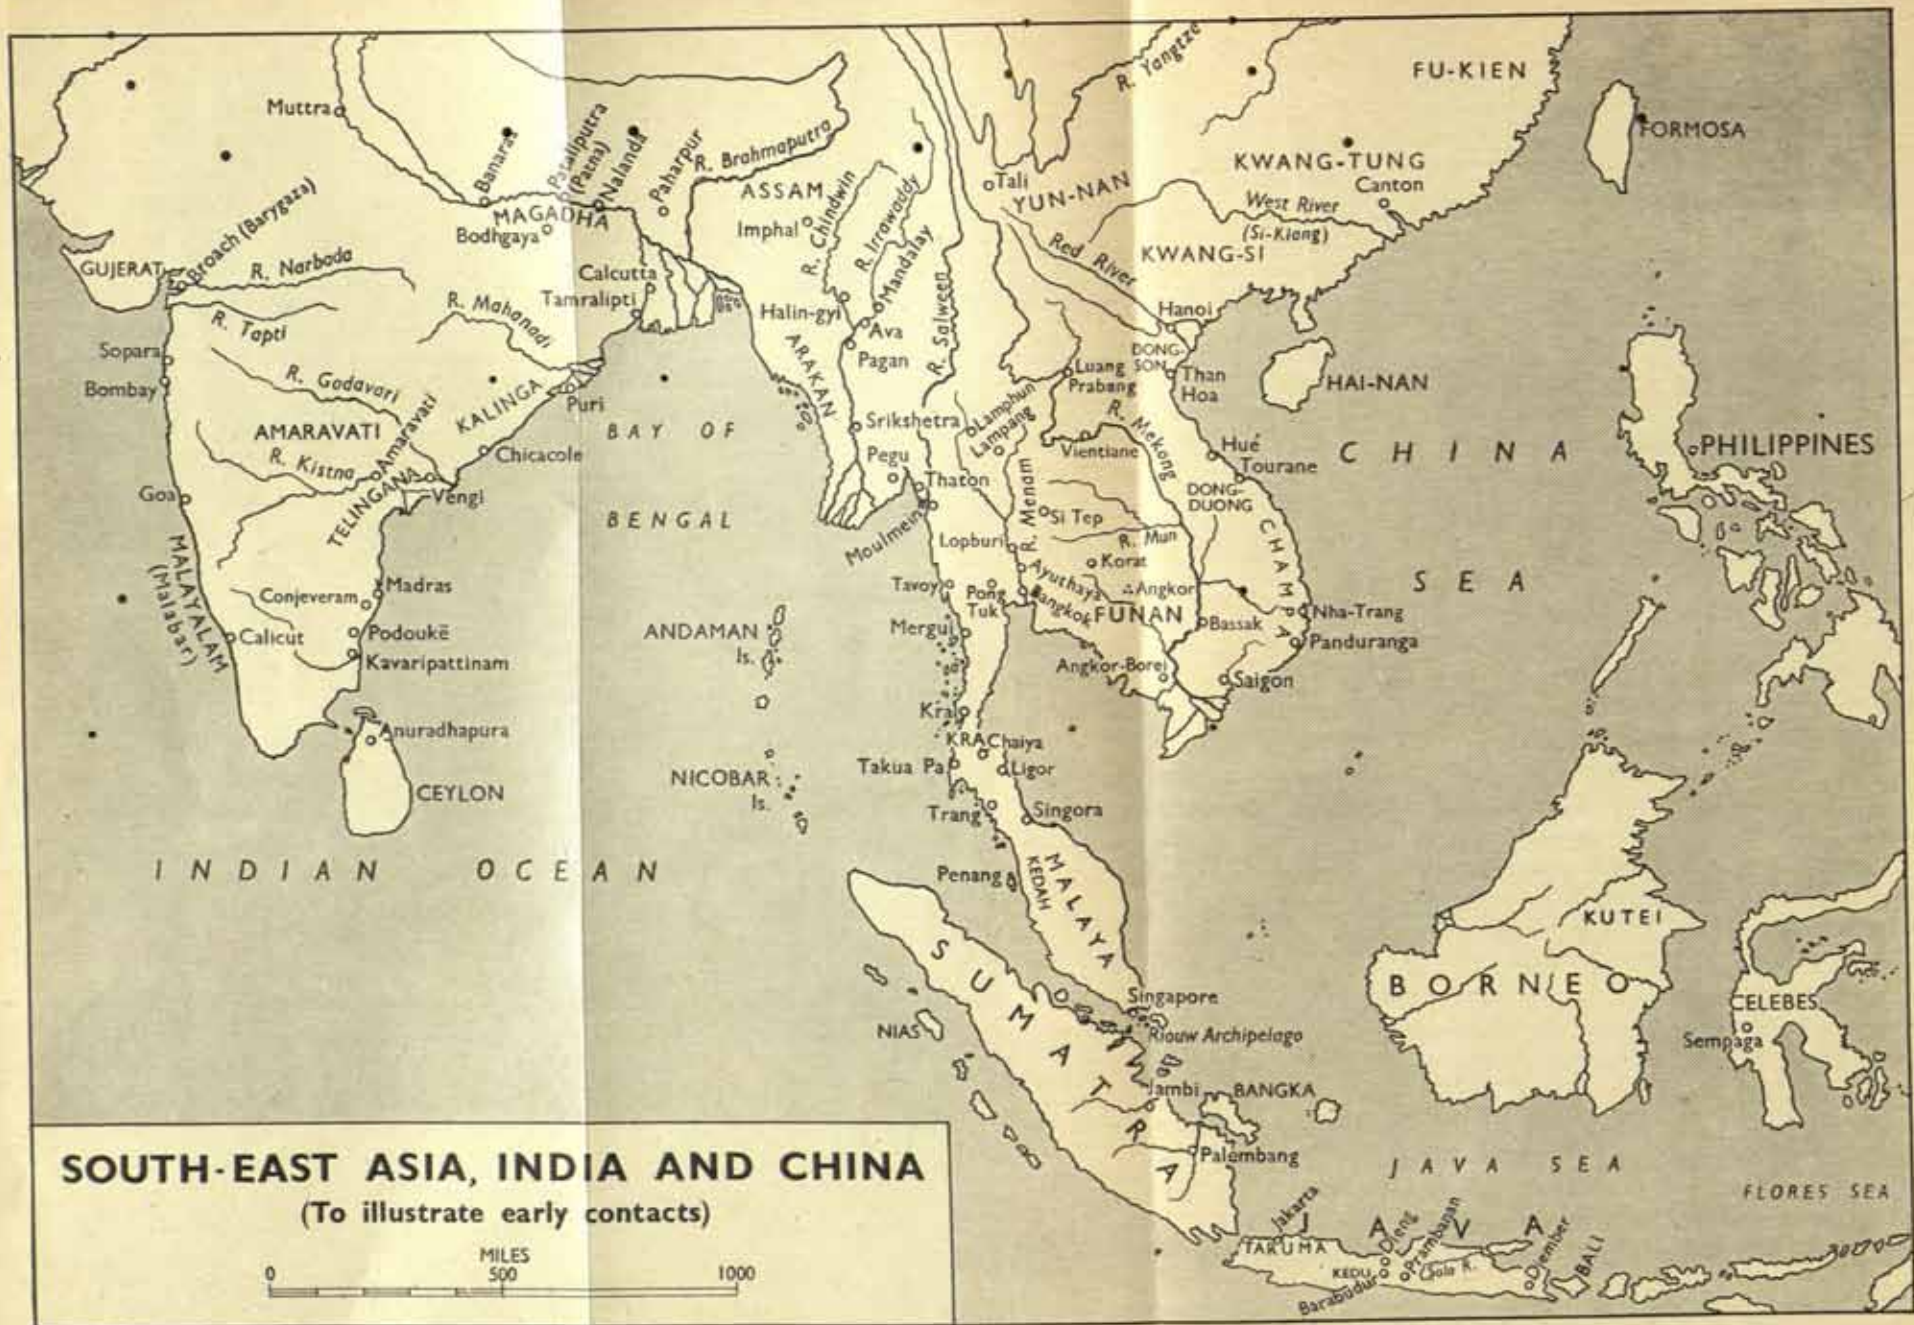 FU-KIEN
R. Yangtze
Muttra
FORMOSA
Banaras
Pataliputra
(Patna)
Nalanda
Paharpur
R. Brahmaputra
ASSAM
KWANG-TUNG
Canton
Tali
YUN-NAN
West River
(Si-Kiang)
MAGADHA
Bodhgaya
Imphal
R. Chindwin
R. Irrawaddy
Mandalay
Red River
KWANG-SI
GUJERAT
Broach (Barygaza)
R. Narbada
Calcutta
Tamralipti
R. Mahanadi
R. Tapti
Halin-gyi
Ava
Pagan
R. Salween
Hanoi
DONG-
SON
Sopara
Bombay
R. Godavari
ARAKAN
Luang
Prabang
Than
Hoa
HAI-NAN
KALINGA
Puri
AMARAVATI
Amaravati
R. Kistna
Chicacole
BAY OF
BENGAL
Srikshetra
Lamphun
Lampang
R. Mekong
Vientiane
Hué
Tourane
CHINA
SEA
PHILIPPINES
Pegu
Thaton
R. Menam
DONG-
DUONG
Goa
TELINGANA
Vengi
Moulmein
Si Tep
CHAMPA
Lopburi
R. Mun
Korat
MALAYALAM
(Malabar)
Conjeveram
Madras
Tavoy
Pong
Tuk
Ayuthaya
Bangkok
Angkor
FUNAN
Bassak
Nha-Trang
Calicut
Podoukē
Kavaripattinam
ANDAMAN
Is.
Mergui
Panduranga
Angkor-Borej
Saigon
Anuradhapura
CEYLON
Kral
KRA
Chaiya
Takua Pa
Ligor
NICOBAR
Is.
Trang
Singora
INDIAN OCEAN
Penang
KEDAH
MALAYA
KUTEI
SUMATRA
BORNEO
Singapore
CELEBES
NIAS
Riouw Archipelago
Sempaga
Jambi
BANGKA
Palembang
JAVA SEA
FLORES SEA
Jakarta
JAVA
TARUMA
Dieng
Prambanan
KEDU
Barabudur
(Solo R.
Djember
BALI
SOUTH-EAST ASIA, INDIA AND CHINA
(To illustrate early contacts)
MILES
0 500 1000